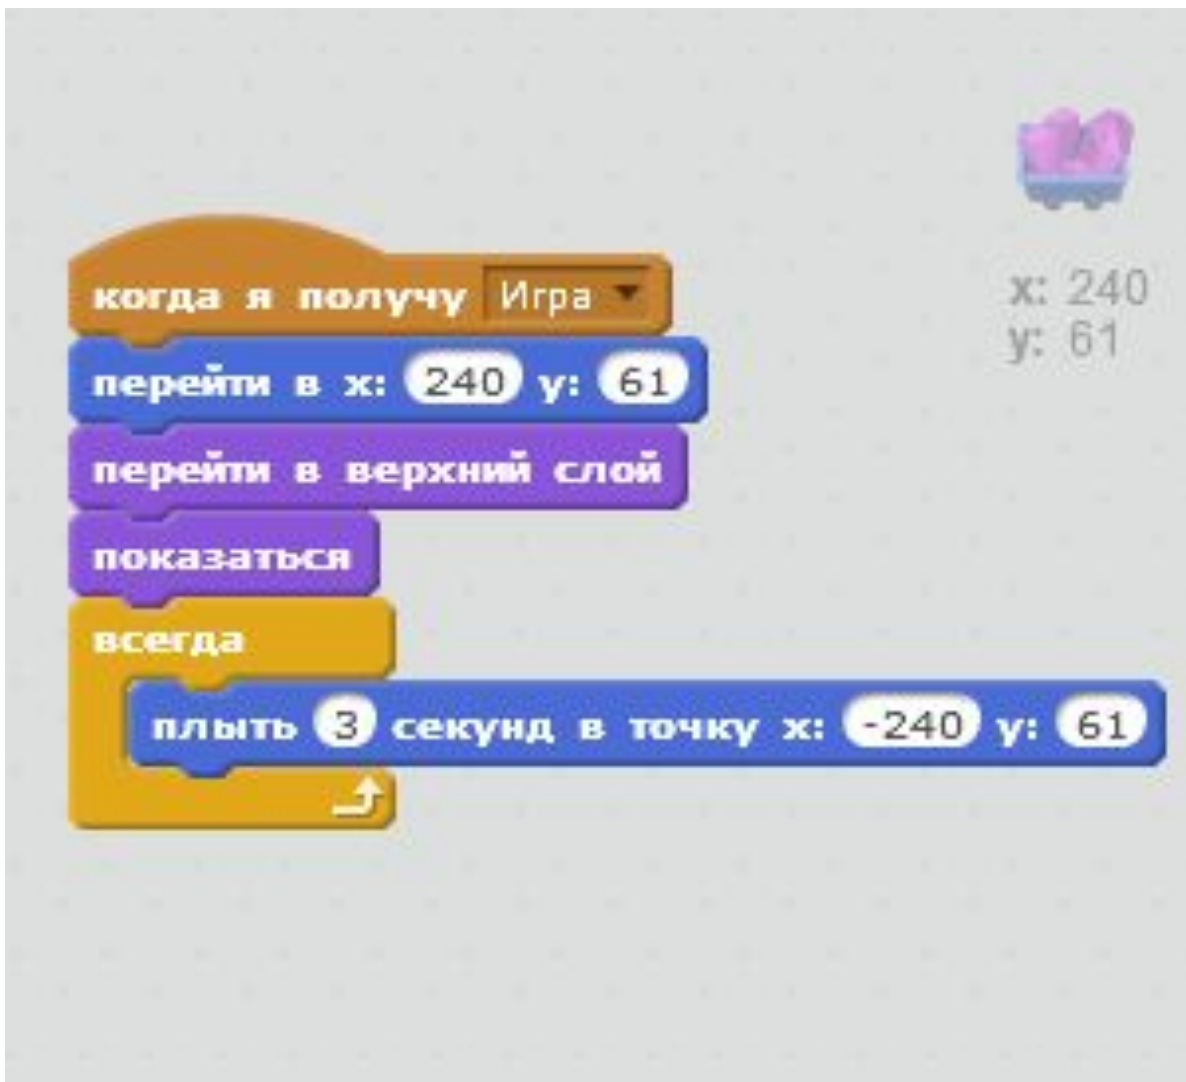 когда я получу Игра
x: 240
y: 61
перейти в x: 240 y: 61
перейти в верхний слой
показаться
всегда
плыть 3 секунд в точку x: -240 y: 61